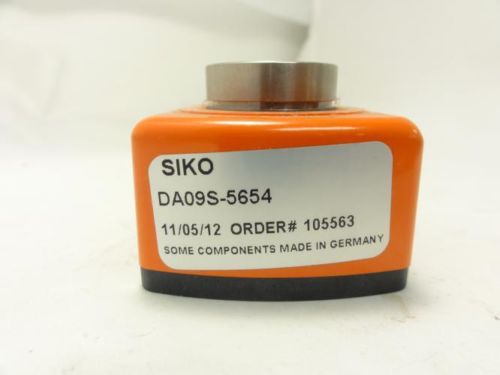 SIKO
DA09S-5654
11/05/12 ORDER# 105563
SOME COMPONENTS MADE IN GERMANY